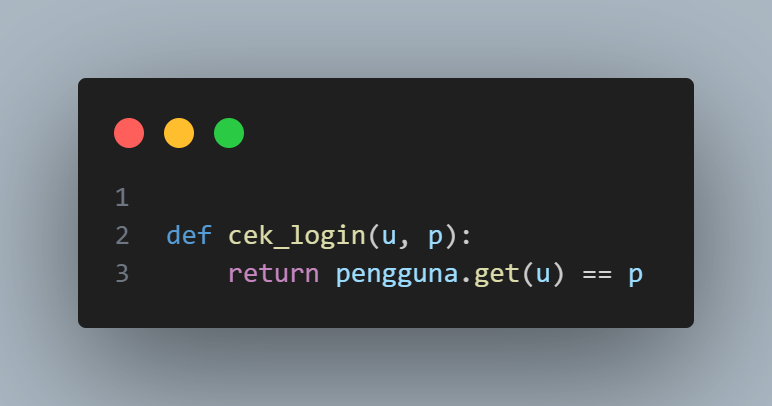 1
2 def cek_login(u, p):
3     return pengguna.get(u) == p